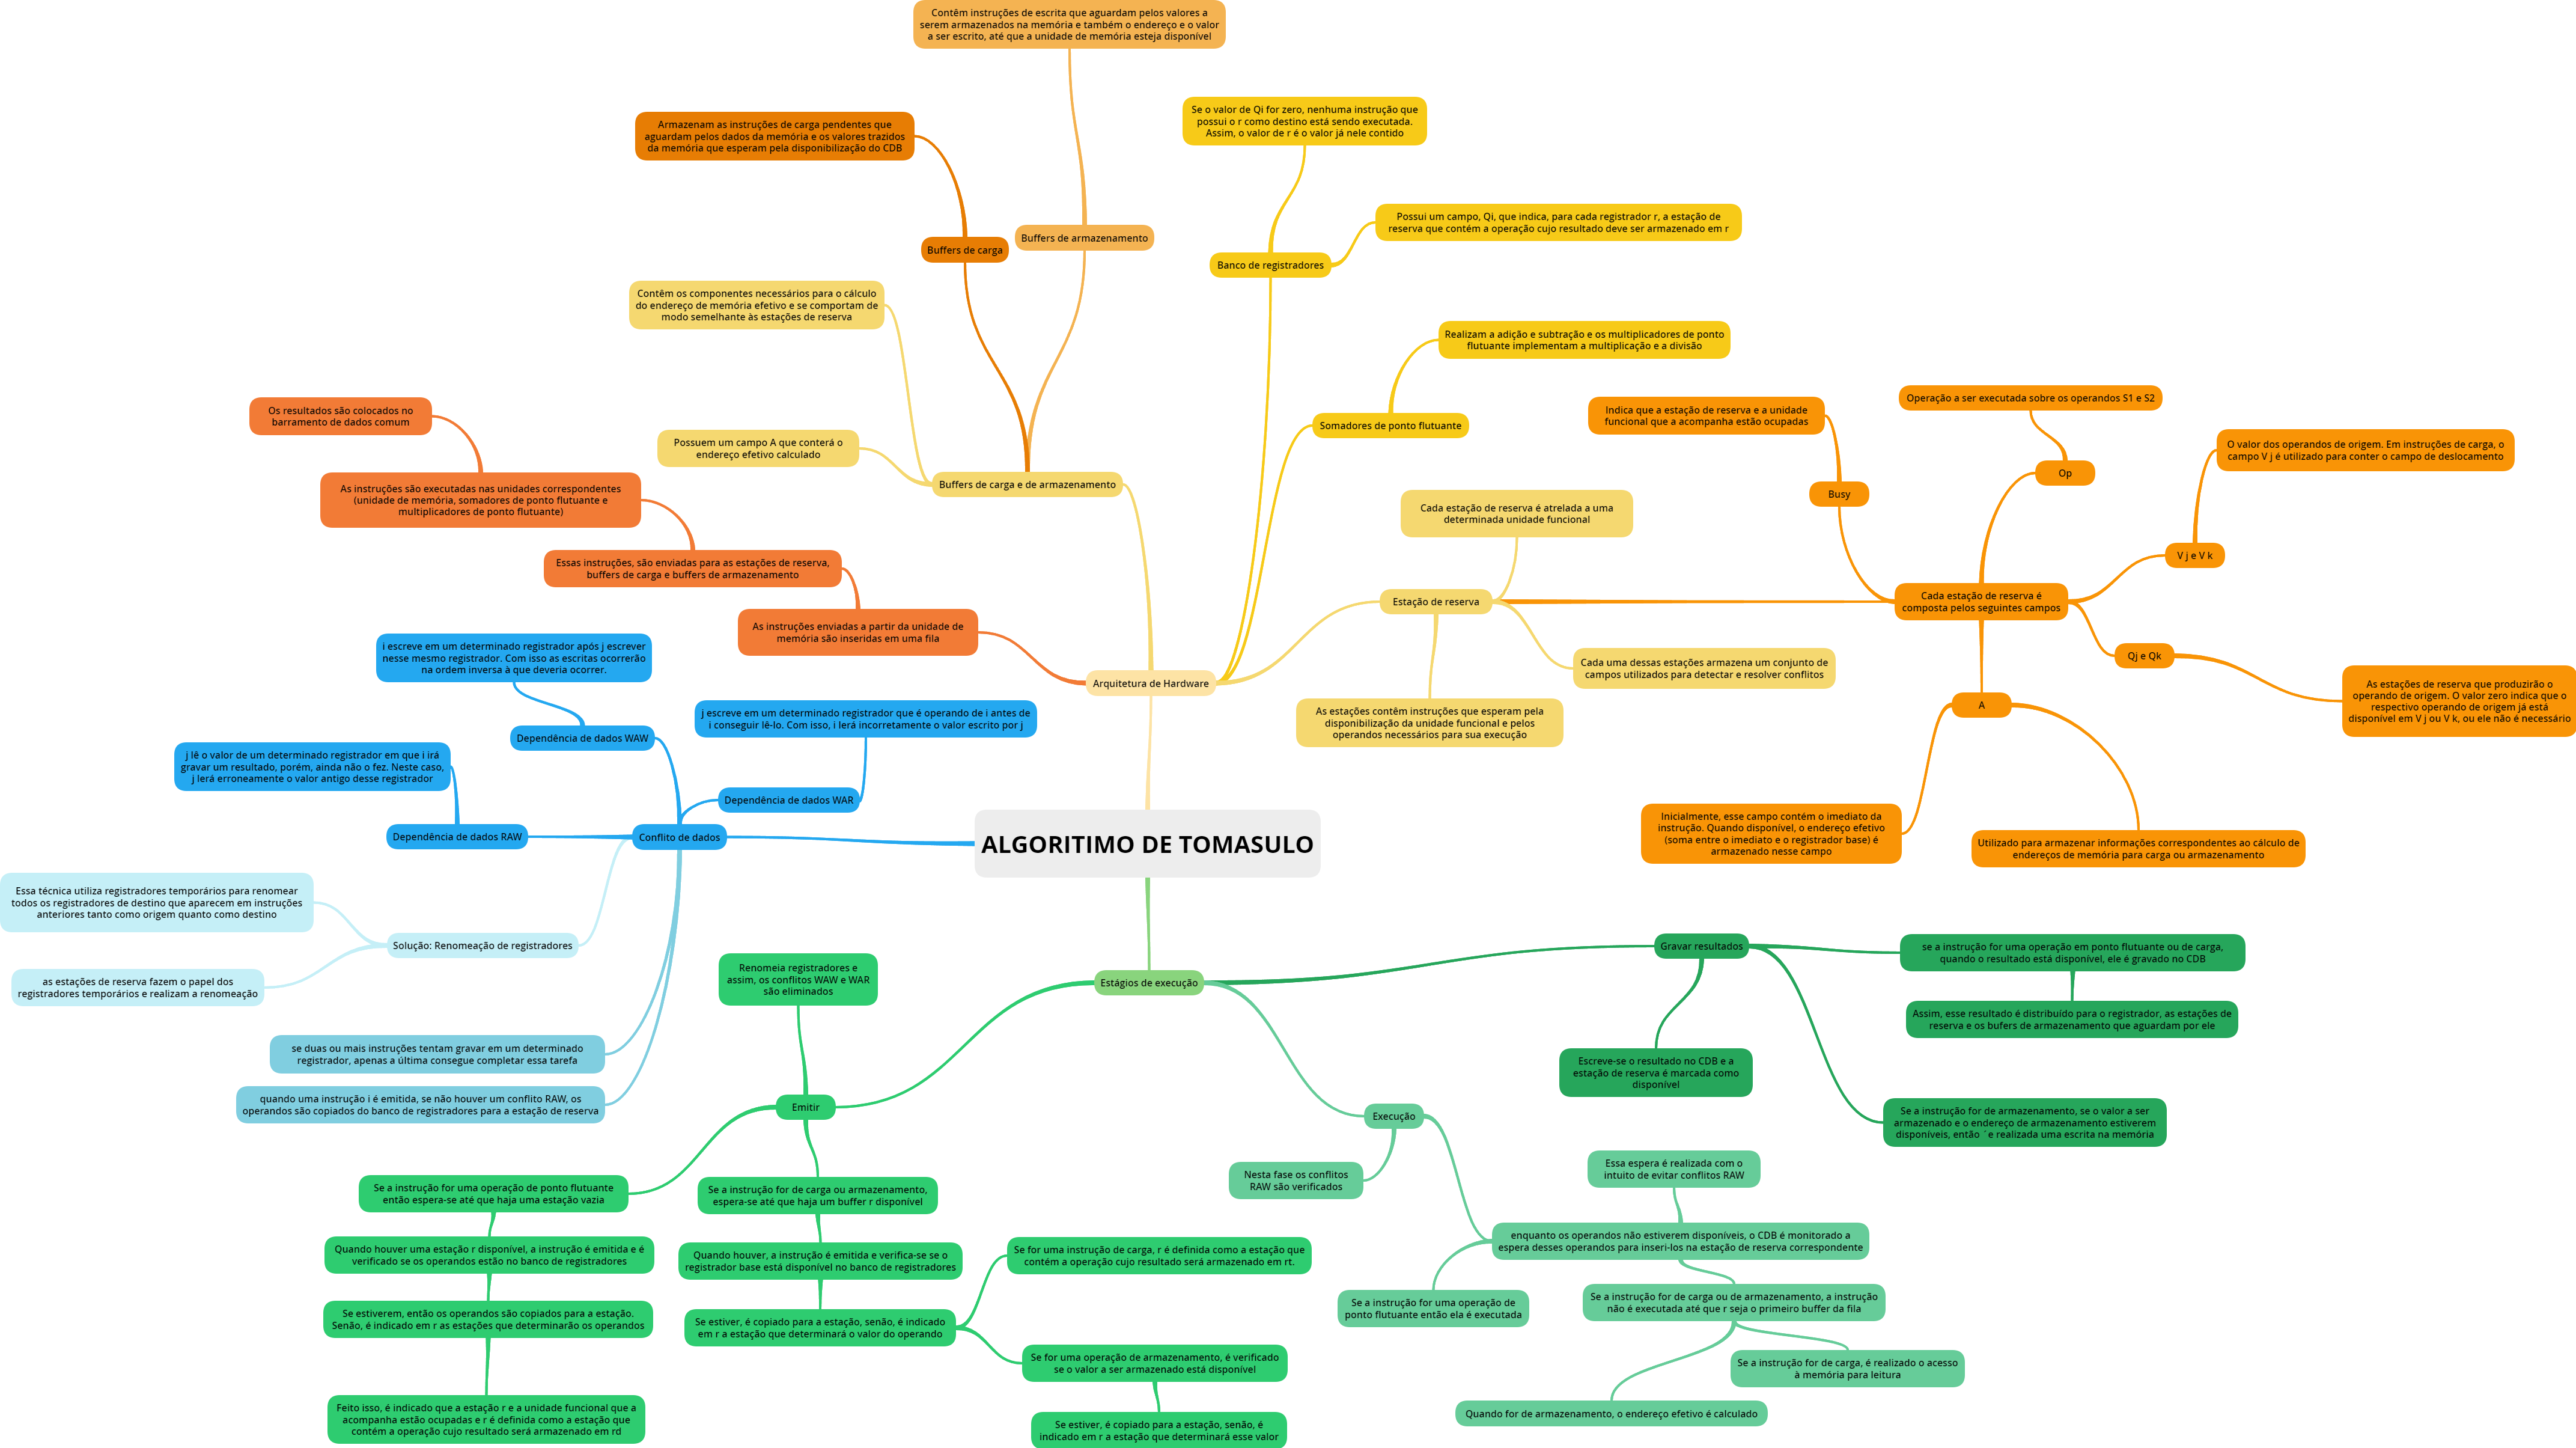 Contêm instruções de escrita que aguardam pelos valores a
serem armazenados na memória e também o endereço e o valor
a ser escrito, até que a unidade de memória esteja disponível
Armazenam as instruções de carga pendentes que
aguardam pelos dados da memória e os valores trazidos
da memória que esperam pela disponibilização do CDB
Buffers de carga
Buffers de armazenamento
Contêm os componentes necessários para o cálculo
do endereço de memória efetivo e se comportam de
modo semelhante às estações de reserva
Possuem um campo A que conterá o
endereço efetivo calculado
Buffers de carga e de armazenamento
Se o valor de Qi for zero, nenhuma instrução que
possui o r como destino está sendo executada.
Assim, o valor de r é o valor já nele contido
Possui um campo, Qi, que indica, para cada registrador r, a estação de
reserva que contém a operação cujo resultado deve ser armazenado em r
Banco de registradores
Realizam a adição e subtração e os multiplicadores de ponto
flutuante implementam a multiplicação e a divisão
Somadores de ponto flutuante
Os resultados são colocados no
barramento de dados comum
As instruções são executadas nas unidades correspondentes
(unidade de memória, somadores de ponto flutuante e
multiplicadores de ponto flutuante)
Essas instruções, são enviadas para as estações de reserva,
buffers de carga e buffers de armazenamento
As instruções enviadas a partir da unidade de
memória são inseridas em uma fila
Arquitetura de Hardware
Cada estação de reserva é atrelada a uma
determinada unidade funcional
Estação de reserva
Cada uma dessas estações armazena um conjunto de
campos utilizados para detectar e resolver conflitos
As estações contêm instruções que esperam pela
disponibilização da unidade funcional e pelos
operandos necessários para sua execução
Indica que a estação de reserva e a unidade
funcional que a acompanha estão ocupadas
Busy
Operação a ser executada sobre os operandos S1 e S2
Op
O valor dos operandos de origem. Em instruções de carga, o
campo V j é utilizado para conter o campo de deslocamento
V j e V k
Cada estação de reserva é
composta pelos seguintes campos
Qj e Qk
As estações de reserva que produzirão o
operando de origem. O valor zero indica que o
respectivo operando de origem já está
disponível em V j ou V k, ou ele não é necessário
A
Inicialmente, esse campo contém o imediato da
instrução. Quando disponível, o endereço efetivo
(soma entre o imediato e o registrador base) é
armazenado nesse campo
Utilizado para armazenar informações correspondentes ao cálculo de
endereços de memória para carga ou armazenamento
i escreve em um determinado registrador após j escrever
nesse mesmo registrador. Com isso as escritas ocorrerão
na ordem inversa à que deveria ocorrer.
Dependência de dados WAW
j escreve em um determinado registrador que é operando de i antes de
i conseguir lê-lo. Com isso, i lerá incorretamente o valor escrito por j
Dependência de dados WAR
j lê o valor de um determinado registrador em que i irá
gravar um resultado, porém, ainda não o fez. Neste caso,
j lerá erroneamente o valor antigo desse registrador
Dependência de dados RAW
Conflito de dados
ALGORITIMO DE TOMASULO
Essa técnica utiliza registradores temporários para renomear
todos os registradores de destino que aparecem em instruções
anteriores tanto como origem quanto como destino
Solução: Renomeação de registradores
as estações de reserva fazem o papel dos
registradores temporários e realizam a renomeação
se duas ou mais instruções tentam gravar em um determinado
registrador, apenas a última consegue completar essa tarefa
quando uma instrução i é emitida, se não houver um conflito RAW, os
operandos são copiados do banco de registradores para a estação de reserva
Estágios de execução
Renomeia registradores e
assim, os conflitos WAW e WAR
são eliminados
Emitir
Se a instrução for uma operação de ponto flutuante
então espera-se até que haja uma estação vazia
Quando houver uma estação r disponível, a instrução é emitida e é
verificado se os operandos estão no banco de registradores
Se estiverem, então os operandos são copiados para a estação.
Senão, é indicado em r as estações que determinarão os operandos
Feito isso, é indicado que a estação r e a unidade funcional que a
acompanha estão ocupadas e r é definida como a estação que
contém a operação cujo resultado será armazenado em rd
Se a instrução for de carga ou armazenamento,
espera-se até que haja um buffer r disponível
Quando houver, a instrução é emitida e verifica-se se o
registrador base está disponível no banco de registradores
Se estiver, é copiado para a estação, senão, é indicado
em r a estação que determinará o valor do operando
Se for uma instrução de carga, r é definida como a estação que
contém a operação cujo resultado será armazenado em rt.
Se for uma operação de armazenamento, é verificado
se o valor a ser armazenado está disponível
Se estiver, é copiado para a estação, senão, é
indicado em r a estação que determinará esse valor
Gravar resultados
se a instrução for uma operação em ponto flutuante ou de carga,
quando o resultado está disponível, ele é gravado no CDB
Assim, esse resultado é distribuído para o registrador, as estações de
reserva e os bufers de armazenamento que aguardam por ele
Escreve-se o resultado no CDB e a
estação de reserva é marcada como
disponível
Se a instrução for de armazenamento, se o valor a ser
armazenado e o endereço de armazenamento estiverem
disponíveis, então ´e realizada uma escrita na memória
Execução
Nesta fase os conflitos
RAW são verificados
Essa espera é realizada com o
intuito de evitar conflitos RAW
enquanto os operandos não estiverem disponíveis, o CDB é monitorado a
espera desses operandos para inseri-los na estação de reserva correspondente
Se a instrução for uma operação de
ponto flutuante então ela é executada
Se a instrução for de carga ou de armazenamento, a instrução
não é executada até que r seja o primeiro buffer da fila
Se a instrução for de carga, é realizado o acesso
à memória para leitura
Quando for de armazenamento, o endereço efetivo é calculado